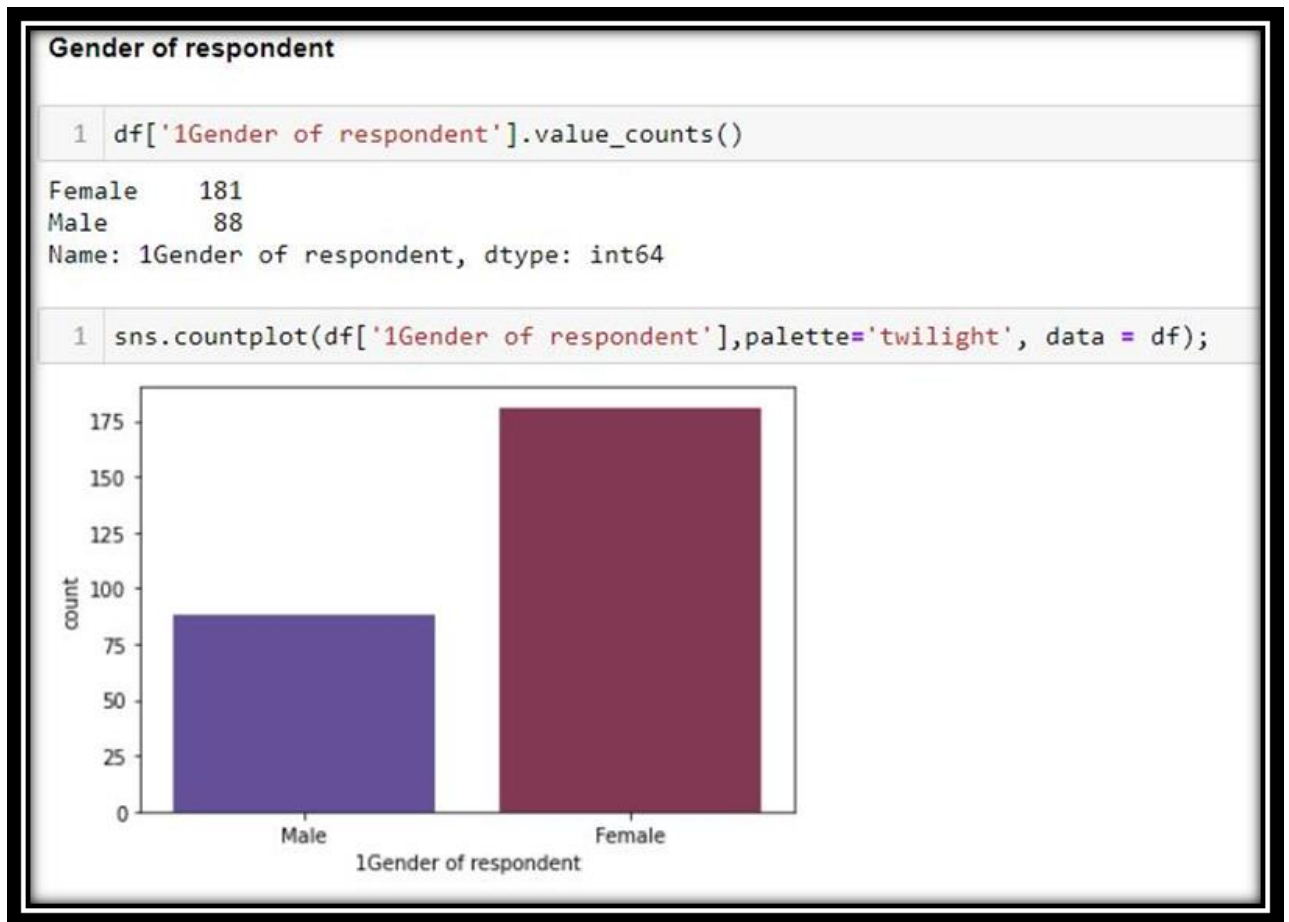 Gender of respondent
1 df['1Gender of respondent'].value_counts()
Female 181
Male 88
Name: 1Gender of respondent, dtype: int64
1 sns.countplot(df['1Gender of respondent'],palette='twilight', data = df);
175
150
125
100
75
50
25
0
count
Male Female
1Gender of respondent